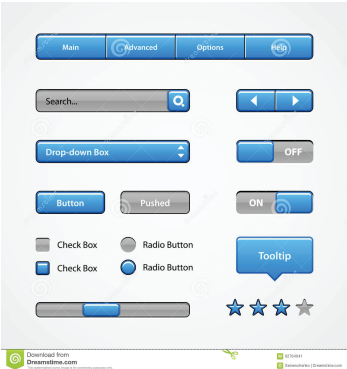 Main Advanced Options Help
Search...
Drop-down Box OFF
Button Pushed ON
Check Box Radio Button
Check Box Radio Button
Tooltip
Download from
Dreamstime.com